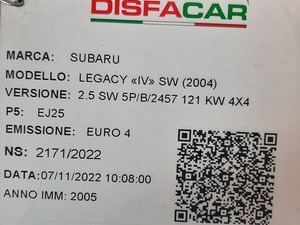 DISFACAR
MARCA: SUBARU
MODELLO: LEGACY «IV» SW (2004)
VERSIONE: 2.5 SW 5P/B/2457 121 KW 4X4
P5: EJ25
EMISSIONE: EURO 4
NS: 2171/2022
DATA:07/11/2022 10:08:00
ANNO IMM: 2005